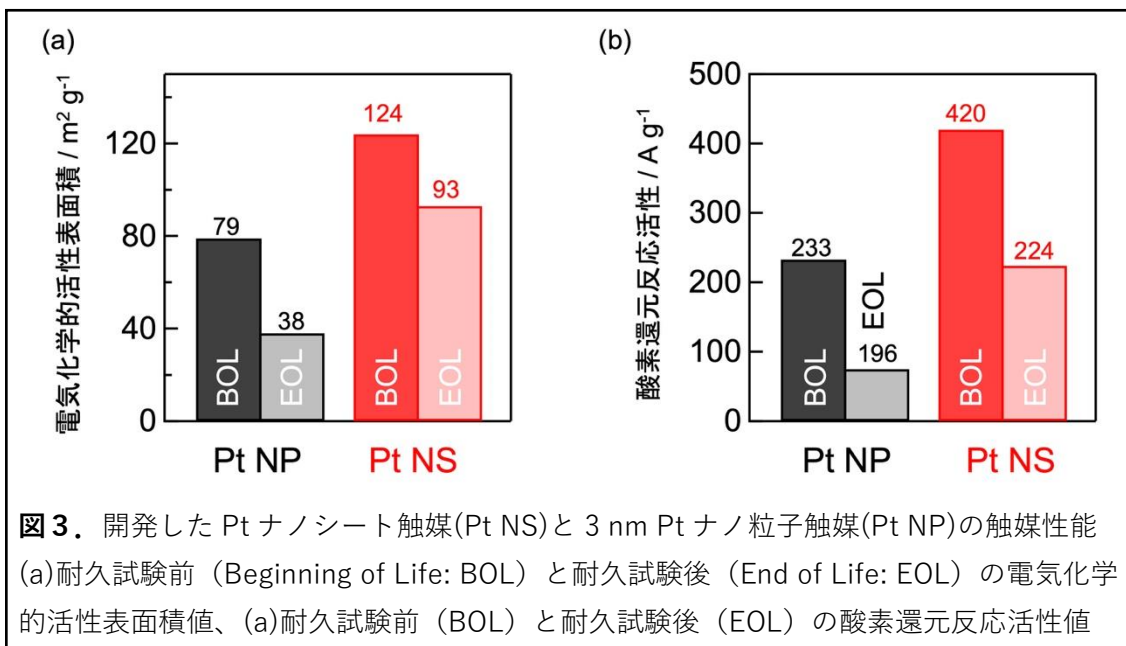 (a)
電気化学的活性表面積 / m² g⁻¹
120
80
40
0
79
38
124
93
BOL
EOL
BOL
EOL
Pt NP
Pt NS
(b)
酸素還元反応活性 / A g⁻¹
500
400
300
200
100
0
233
EOL
196
420
224
BOL
BOL
EOL
Pt NP
Pt NS
図３．開発した Pt ナノシート触媒(Pt NS)と 3 nm Pt ナノ粒子触媒(Pt NP)の触媒性能
(a)耐久試験前（Beginning of Life: BOL）と耐久試験後（End of Life: EOL）の電気化学
的活性表面積値、(a)耐久試験前（BOL）と耐久試験後（EOL）の酸素還元反応活性値